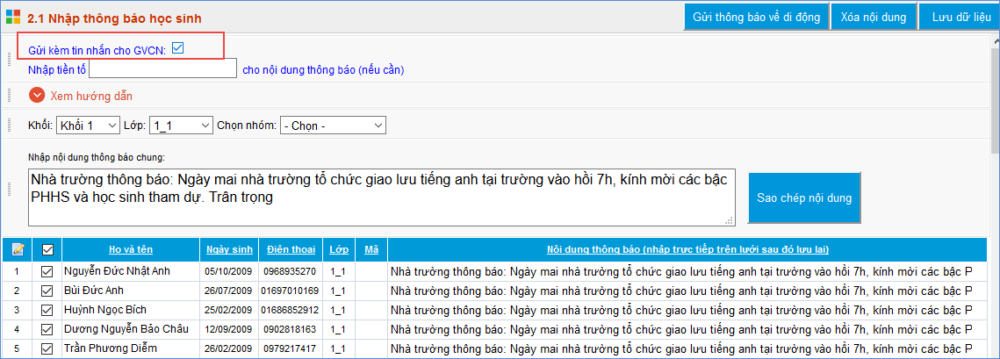 2.1 Nhập thông báo học sinh
Gửi thông báo về di động
Xóa nội dung
Lưu dữ liệu
Gửi kèm tin nhắn cho GVCN:
Nhập tiền tố cho nội dung thông báo (nếu cần)
Xem hướng dẫn
Khối: Khối 1 Lớp: 1_1 Chọn nhóm: - Chọn -
Nhập nội dung thông báo chung:
Nhà trường thông báo: Ngày mai nhà trường tổ chức giao lưu tiếng anh tại trường vào hồi 7h, kính mời các bậc
PHHS và học sinh tham dự. Trân trọng
Sao chép nội dung
Họ và tên Ngày sinh Điện thoại Lớp Mã Nội dung thông báo (nhập trực tiếp trên lưới sau đó lưu lại)
1 Nguyễn Đức Nhật Anh 05/10/2009 0968935270 1_1 Nhà trường thông báo: Ngày mai nhà trường tổ chức giao lưu tiếng anh tại trường vào hồi 7h, kính mời các bậc P
2 Bùi Đức Anh 26/07/2009 01697010169 1_1 Nhà trường thông báo: Ngày mai nhà trường tổ chức giao lưu tiếng anh tại trường vào hồi 7h, kính mời các bậc P
3 Huỳnh Ngọc Bích 25/02/2009 01686852912 1_1 Nhà trường thông báo: Ngày mai nhà trường tổ chức giao lưu tiếng anh tại trường vào hồi 7h, kính mời các bậc P
4 Dương Nguyễn Bảo Châu 12/09/2009 0902818163 1_1 Nhà trường thông báo: Ngày mai nhà trường tổ chức giao lưu tiếng anh tại trường vào hồi 7h, kính mời các bậc P
5 Trần Phương Diễm 26/02/2009 0979217417 1_1 Nhà trường thông báo: Ngày mai nhà trường tổ chức giao lưu tiếng anh tại trường vào hồi 7h, kính mời các bậc P